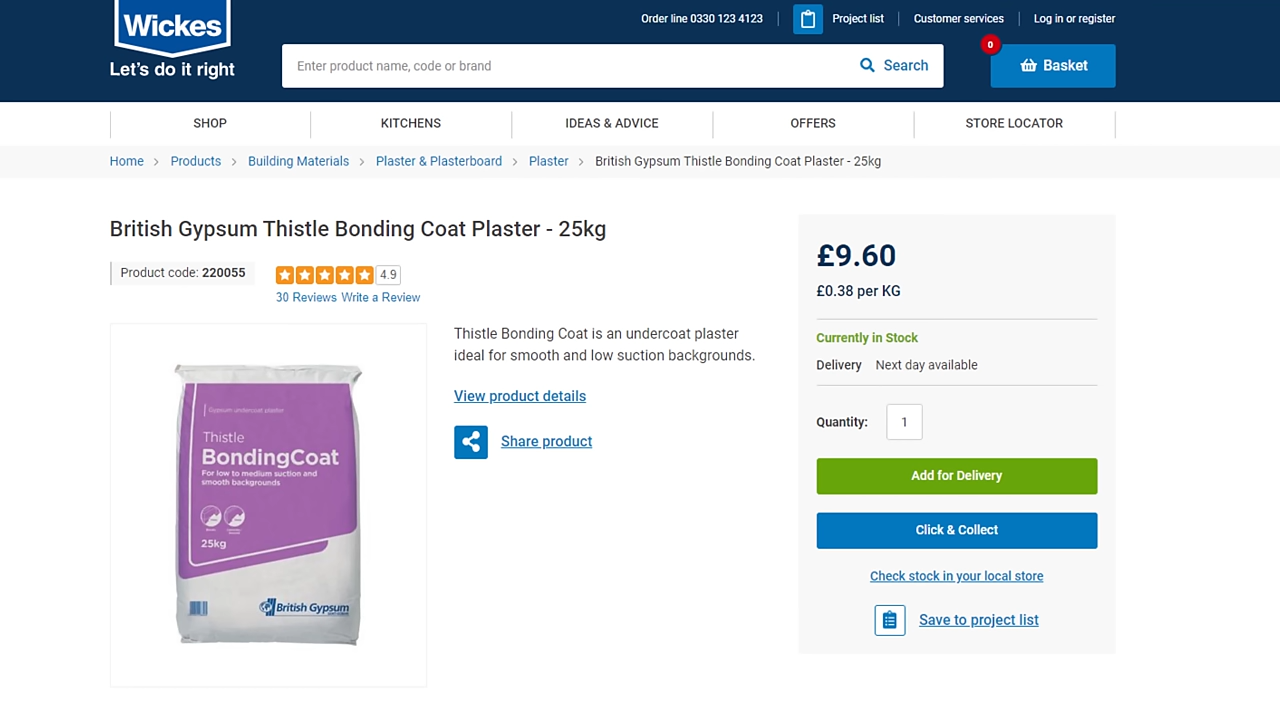 Wickes
Let's do it right
Order line 0330 123 4123
Project list
Customer services
Log in or register
Enter product name, code or brand
Search
0
Basket
SHOP
KITCHENS
IDEAS & ADVICE
OFFERS
STORE LOCATOR
Home
Products
Building Materials
Plaster & Plasterboard
Plaster
British Gypsum Thistle Bonding Coat Plaster - 25kg
British Gypsum Thistle Bonding Coat Plaster - 25kg
Product code: 220055
4.9
30 Reviews Write a Review
Gypsum undercoat plaster
Thistle
BondingCoat
For low to medium suction and
smooth backgrounds
25kg
British Gypsum
Thistle Bonding Coat is an undercoat plaster
ideal for smooth and low suction backgrounds.
View product details
Share product
£9.60
£0.38 per KG
Currently in Stock
Delivery Next day available
Quantity: 1
Add for Delivery
Click & Collect
Check stock in your local store
Save to project list